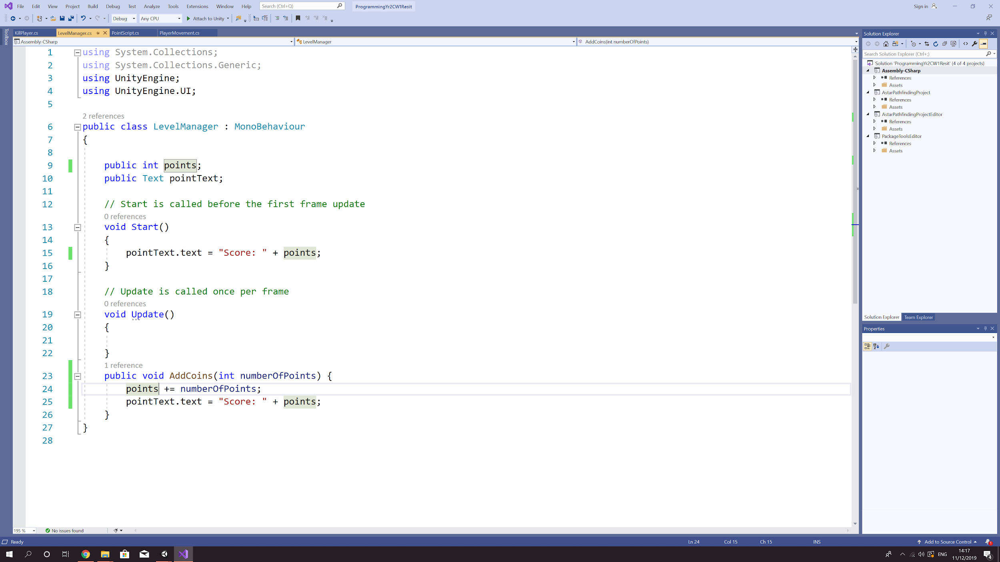 File Edit View Project Build Debug Test Analyze Tools Extensions Window Help Search (Ctrl+Q) ProgrammingYr2CW1Resit Sign in
Debug Any CPU Attach to Unity
Toolbox
KillPlayer.cs LevelManager.cs PointScript.cs PlayerMovement.cs
Assembly-CSharp LevelManager AddCoins(int numberOfPoints)
1 using System.Collections;
2 using System.Collections.Generic;
3 using UnityEngine;
4 using UnityEngine.UI;
5
2 references
6 public class LevelManager : MonoBehaviour
7 {
8
9 public int points;
10 public Text pointText;
11
12 // Start is called before the first frame update
0 references
13 void Start()
14 {
15 pointText.text = "Score: " + points;
16 }
17
18 // Update is called once per frame
0 references
19 void Update()
20 {
21
22 }
1 reference
23 public void AddCoins(int numberOfPoints) {
24 points += numberOfPoints;
25 pointText.text = "Score: " + points;
26 }
27 }
28
195 % No issues found
Solution Explorer
Search Solution Explorer (Ctrl+;)
Solution 'ProgrammingYr2CW1Resit' (4 of 4 projects)
Assembly-CSharp
References
Assets
AstarPathfindingProject
References
Assets
AstarPathfindingProjectEditor
References
Assets
PackageToolsEditor
References
Assets
Solution Explorer Team Explorer
Properties
Ready Ln 24 Col 15 Ch 15 INS Add to Source Control 1
ENG 14:17
11/12/2019 4